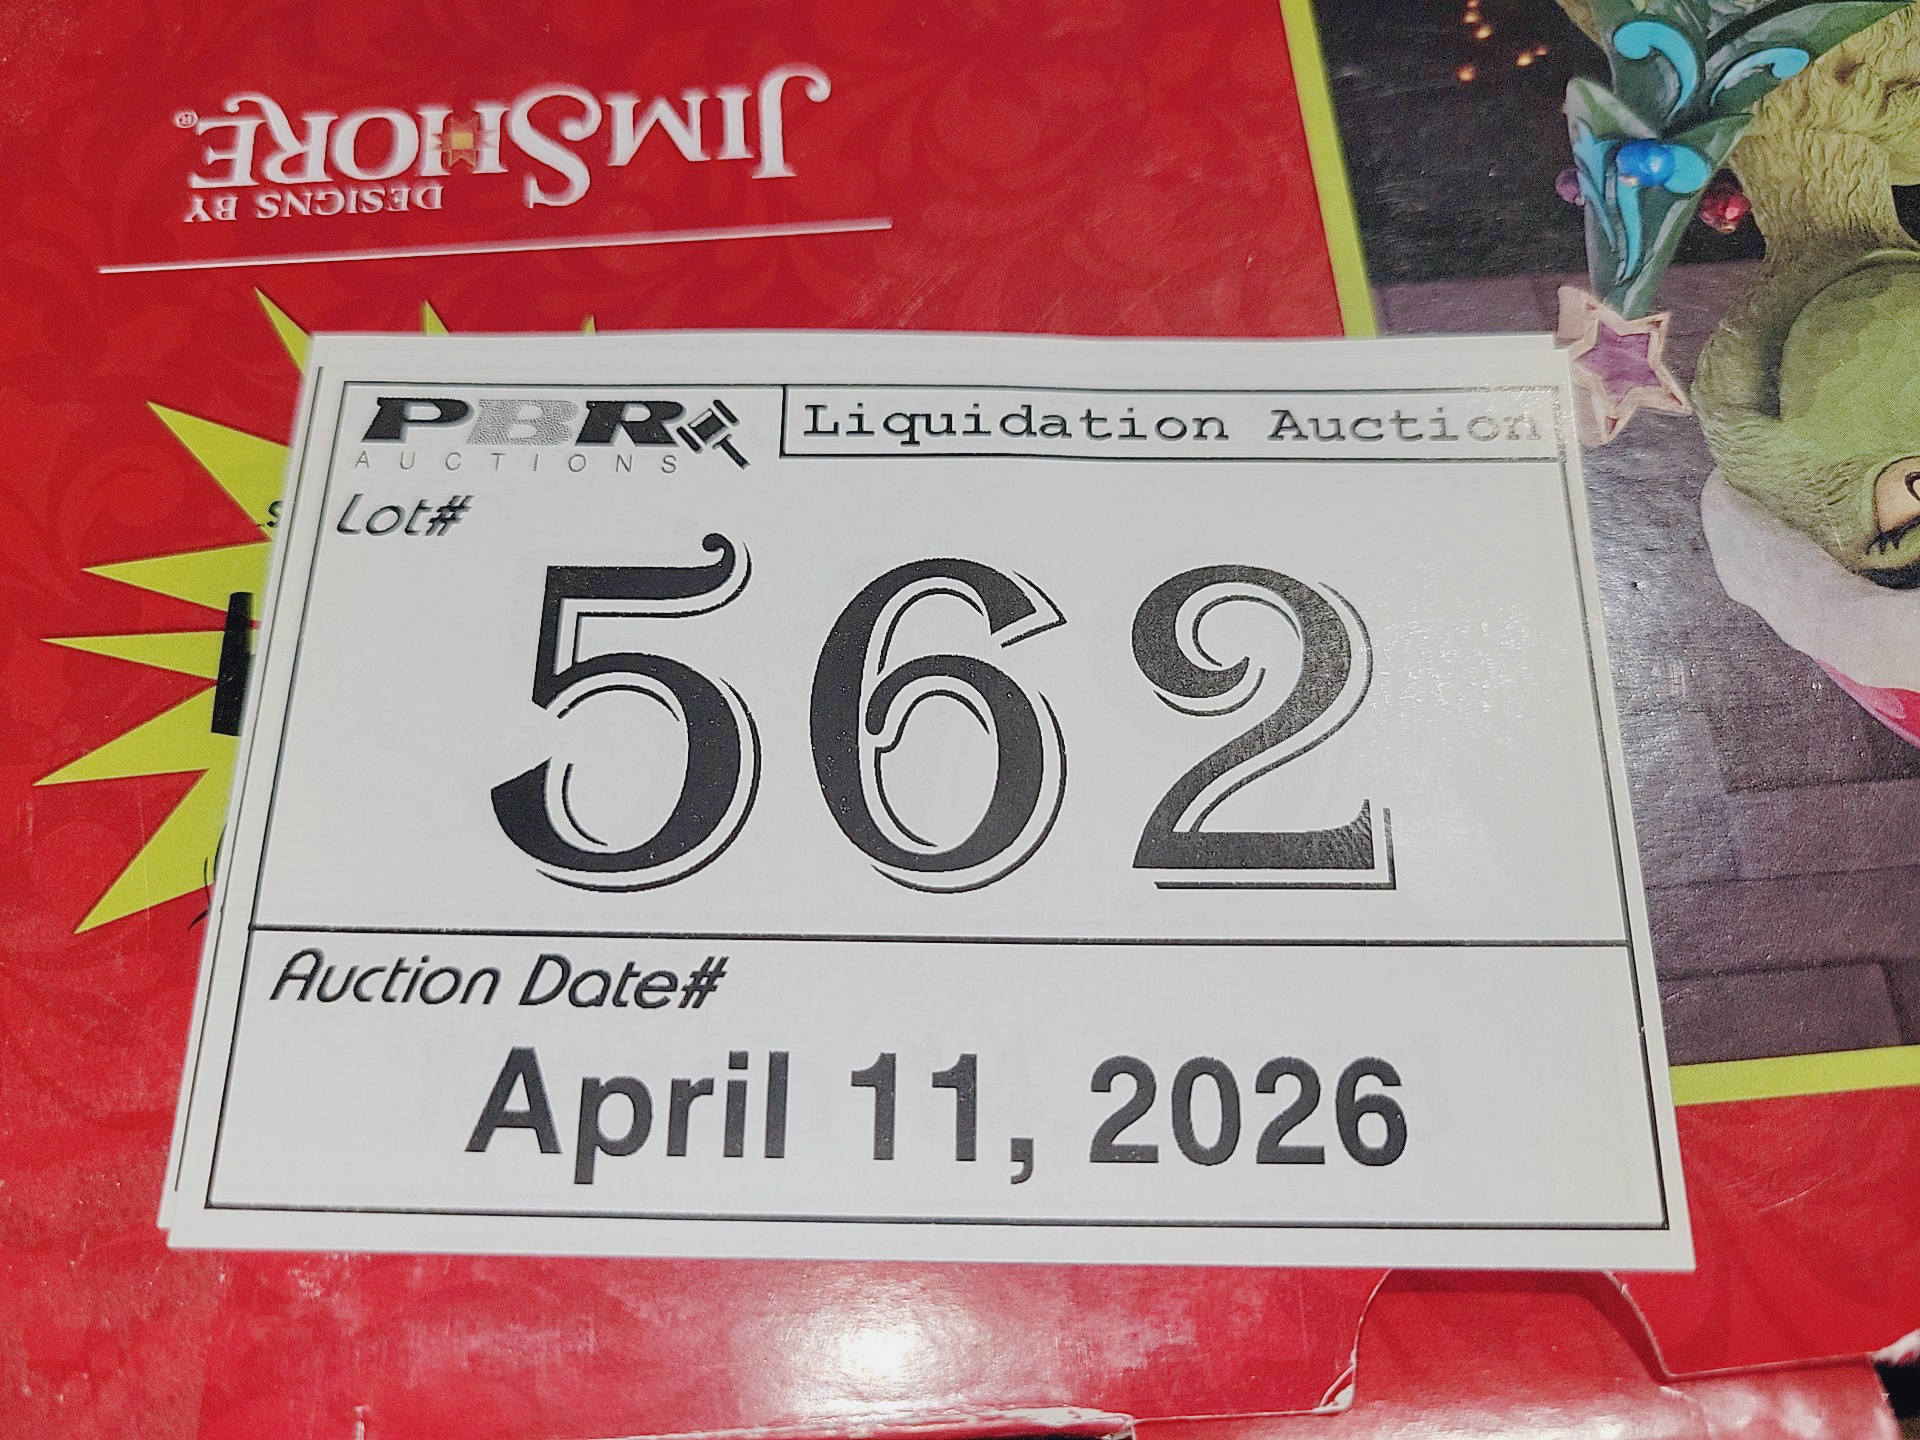 JIM SHORE®
DESIGNS BY
PBR
AUCTIONS
Liquidation Auction
Lot#
562
Auction Date#
April 11, 2026